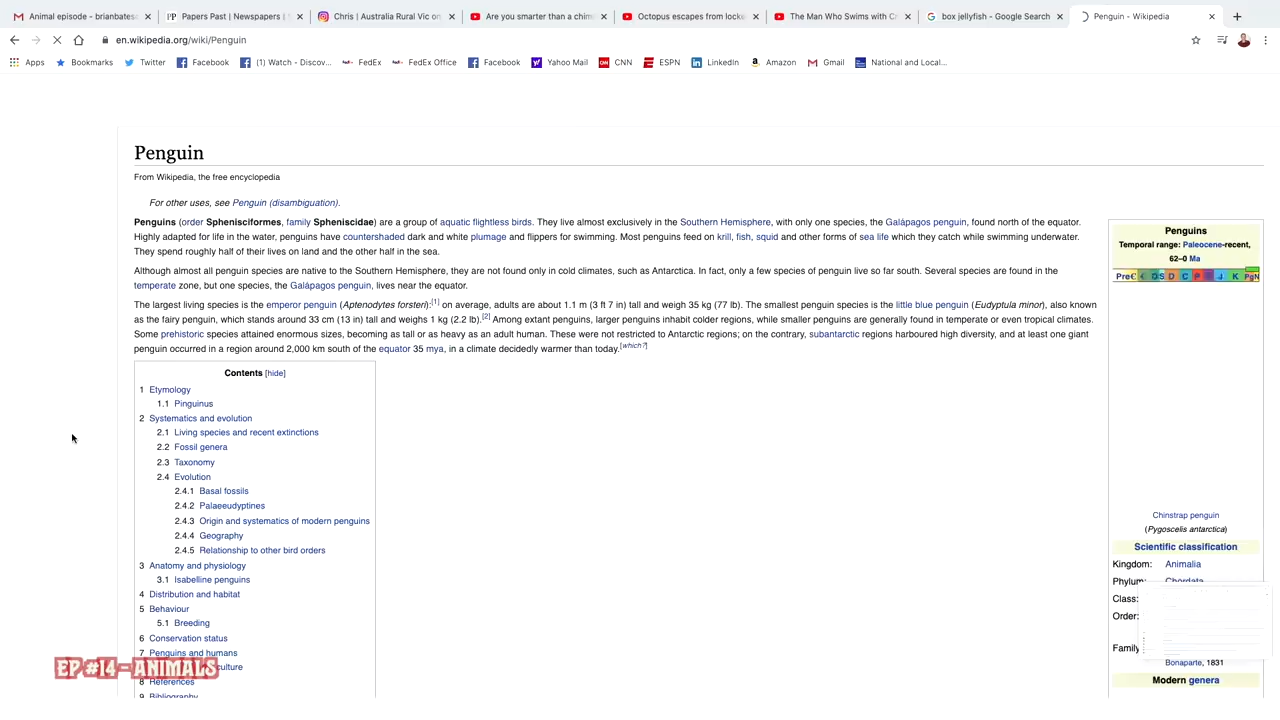 Animal episode - brianbates
Papers Past | Newspapers |
Chris | Australia Rural Vic on
Are you smarter than a chim
Octopus escapes from locke
The Man Who Swims with C
box jellyfish - Google Search
Penguin - Wikipedia
en.wikipedia.org/wiki/Penguin
Apps Bookmarks Twitter Facebook (1) Watch - Discov... FedEx FedEx Office Facebook Yahoo Mail CNN ESPN LinkedIn Amazon Gmail National and Local...
Penguin
From Wikipedia, the free encyclopedia
For other uses, see Penguin (disambiguation).
Penguins (order Sphenisciformes, family Spheniscidae) are a group of aquatic flightless birds. They live almost exclusively in the Southern Hemisphere, with only one species, the Galápagos penguin, found north of the equator.
Highly adapted for life in the water, penguins have countershaded dark and white plumage and flippers for swimming. Most penguins feed on krill, fish, squid and other forms of sea life which they catch while swimming underwater.
They spend roughly half of their lives on land and the other half in the sea.
Although almost all penguin species are native to the Southern Hemisphere, they are not found only in cold climates, such as Antarctica. In fact, only a few species of penguin live so far south. Several species are found in the
temperate zone, but one species, the Galápagos penguin, lives near the equator.
The largest living species is the emperor penguin (Aptenodytes forsteri):[1] on average, adults are about 1.1 m (3 ft 7 in) tall and weigh 35 kg (77 lb). The smallest penguin species is the little blue penguin (Eudyptula minor), also known
as the fairy penguin, which stands around 33 cm (13 in) tall and weighs 1 kg (2.2 lb).[2] Among extant penguins, larger penguins inhabit colder regions, while smaller penguins are generally found in temperate or even tropical climates.
Some prehistoric species attained enormous sizes, becoming as tall or as heavy as an adult human. These were not restricted to Antarctic regions; on the contrary, subantarctic regions harboured high diversity, and at least one giant
penguin occurred in a region around 2,000 km south of the equator 35 mya, in a climate decidedly warmer than today.[which?]
Contents [hide]
1 Etymology
1.1 Pinguinus
2 Systematics and evolution
2.1 Living species and recent extinctions
2.2 Fossil genera
2.3 Taxonomy
2.4 Evolution
2.4.1 Basal fossils
2.4.2 Palaeeudyptines
2.4.3 Origin and systematics of modern penguins
2.4.4 Geography
2.4.5 Relationship to other bird orders
3 Anatomy and physiology
3.1 Isabelline penguins
4 Distribution and habitat
5 Behaviour
5.1 Breeding
6 Conservation status
7 Penguins and humans
culture
8 References
9 Bibliography
EP#14-ANIMALS
Penguins
Temporal range: Paleocene-recent,
62–0 Ma
PreЄ Є O S D C P T J K PgN
Chinstrap penguin
(Pygoscelis antarctica)
Scientific classification
Kingdom: Animalia
Phylum: Chordata
Class:
Order:
Family
Bonaparte, 1831
Modern genera